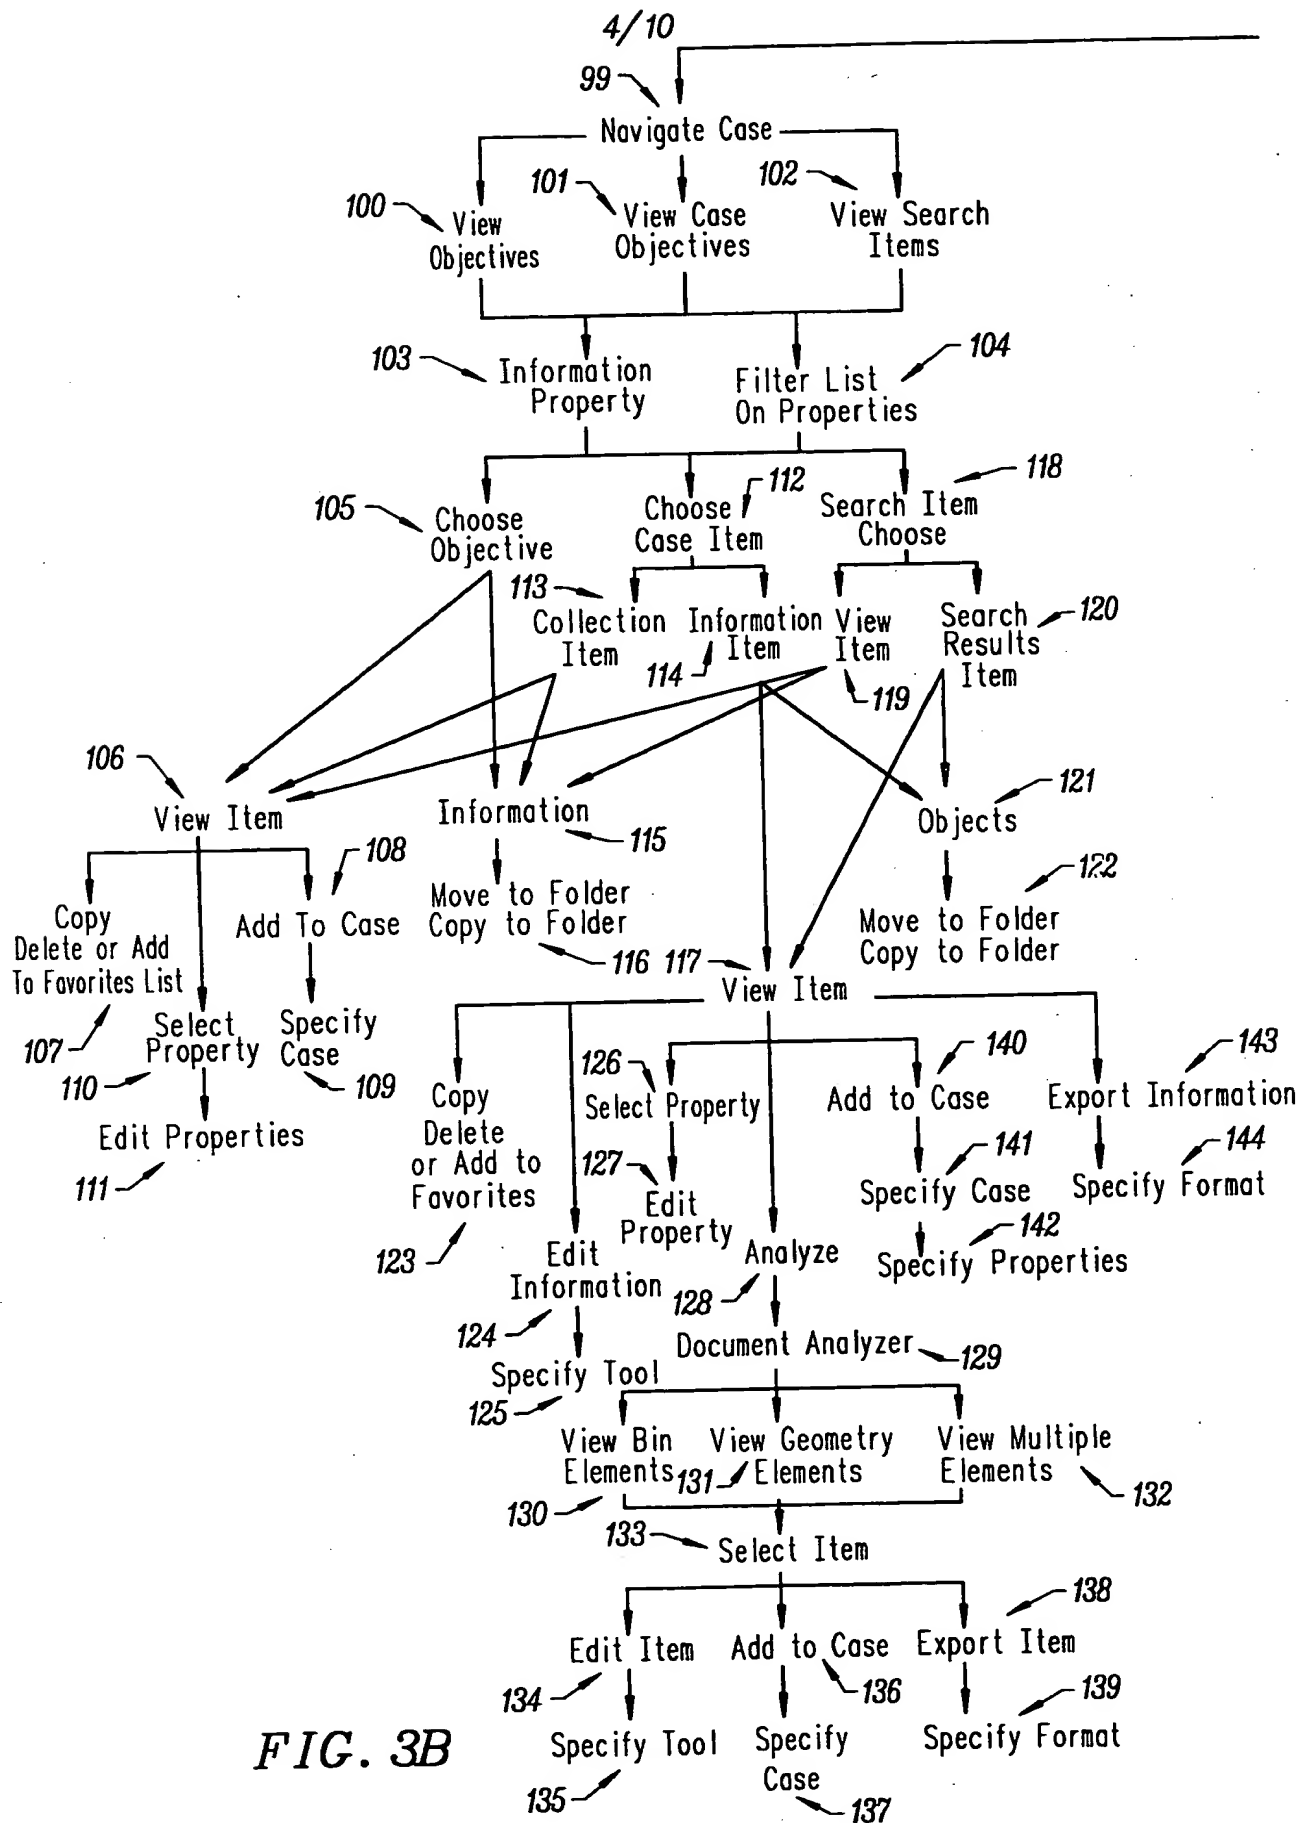 4/10
99
Navigate Case
100
View
Objectives
101
View Case
Objectives
102
View Search
Items
103
Information
Property
104
Filter List
On Properties
105
Choose
Objective
112
Choose
Case Item
118
Search Item
Choose
113
Collection
Item
Information
Item
114
View
Item
119
Search
Results
Item
120
106
View Item
Information
115
121
Objects
108
Copy
Delete or Add
To Favorites List
107
Add To Case
Move to Folder
Copy to Folder
116
122
Move to Folder
Copy to Folder
117
View Item
Select
Property
110
Specify
Case
109
Edit Properties
111
Copy
Delete
or Add to
Favorites
123
126
Select Property
127
Edit
Property
140
Add to Case
141
Specify Case
142
Specify Properties
143
Export Information
144
Specify Format
Edit
Information
124
Specify Tool
125
Analyze
128
Document Analyzer
129
View Bin
Elements
130
View Geometry
Elements
131
View Multiple
Elements
132
133
Select Item
Edit Item
134
Add to Case
136
138
Export Item
Specify Tool
135
Specify
Case
137
139
Specify Format
FIG. 3B